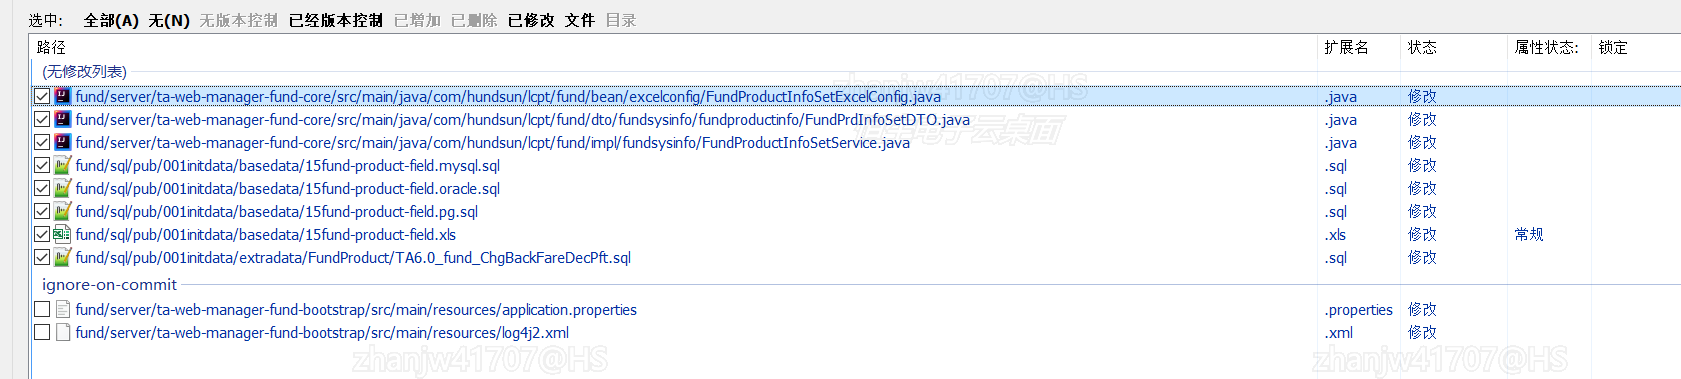 选中： 全部(A) 无(N) 无版本控制 已经版本控制 已增加 已删除 已修改 文件 目录
路径 扩展名 状态 属性状态: 锁定
(无修改列表)
fund/server/ta-web-manager-fund-core/src/main/java/com/hundsun/lcpt/fund/bean/excelconfig/FundProductInfoSetExcelConfig.java .java 修改
fund/server/ta-web-manager-fund-core/src/main/java/com/hundsun/lcpt/fund/dto/fundsysinfo/fundproductinfo/FundPrdInfoSetDTO.java .java 修改
fund/server/ta-web-manager-fund-core/src/main/java/com/hundsun/lcpt/fund/impl/fundsysinfo/FundProductInfoSetService.java .java 修改
fund/sql/pub/001initdata/basedata/15fund-product-field.mysql.sql .sql 修改
fund/sql/pub/001initdata/basedata/15fund-product-field.oracle.sql .sql 修改
fund/sql/pub/001initdata/basedata/15fund-product-field.pg.sql .sql 修改
fund/sql/pub/001initdata/basedata/15fund-product-field.xls .xls 修改 常规
fund/sql/pub/001initdata/extradata/FundProduct/TA6.0_fund_ChgBackFareDecPft.sql .sql 修改
ignore-on-commit
fund/server/ta-web-manager-fund-bootstrap/src/main/resources/application.properties .properties 修改
fund/server/ta-web-manager-fund-bootstrap/src/main/resources/log4j2.xml .xml 修改
zhanjw41707@HS
电子云桌面
zhanjw41707@HS
zhanjw41707@HS